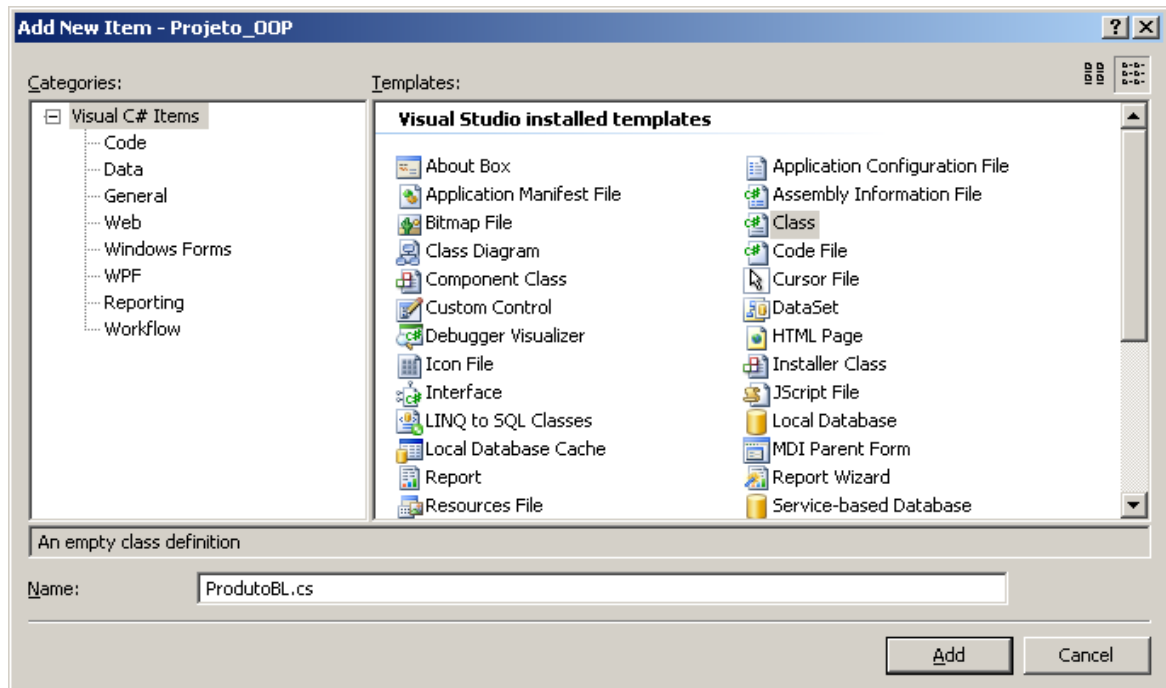 Add New Item - Projeto_OOP
Categories:
Templates:
Visual C# Items
Code
Data
General
Web
Windows Forms
WPF
Reporting
Workflow
Visual Studio installed templates
About Box
Application Configuration File
Application Manifest File
Assembly Information File
Bitmap File
Class
Class Diagram
Code File
Component Class
Cursor File
Custom Control
DataSet
Debugger Visualizer
HTML Page
Icon File
Installer Class
Interface
JScript File
LINQ to SQL Classes
Local Database
Local Database Cache
MDI Parent Form
Report
Report Wizard
Resources File
Service-based Database
An empty class definition
Name:
ProdutoBL.cs
Add
Cancel